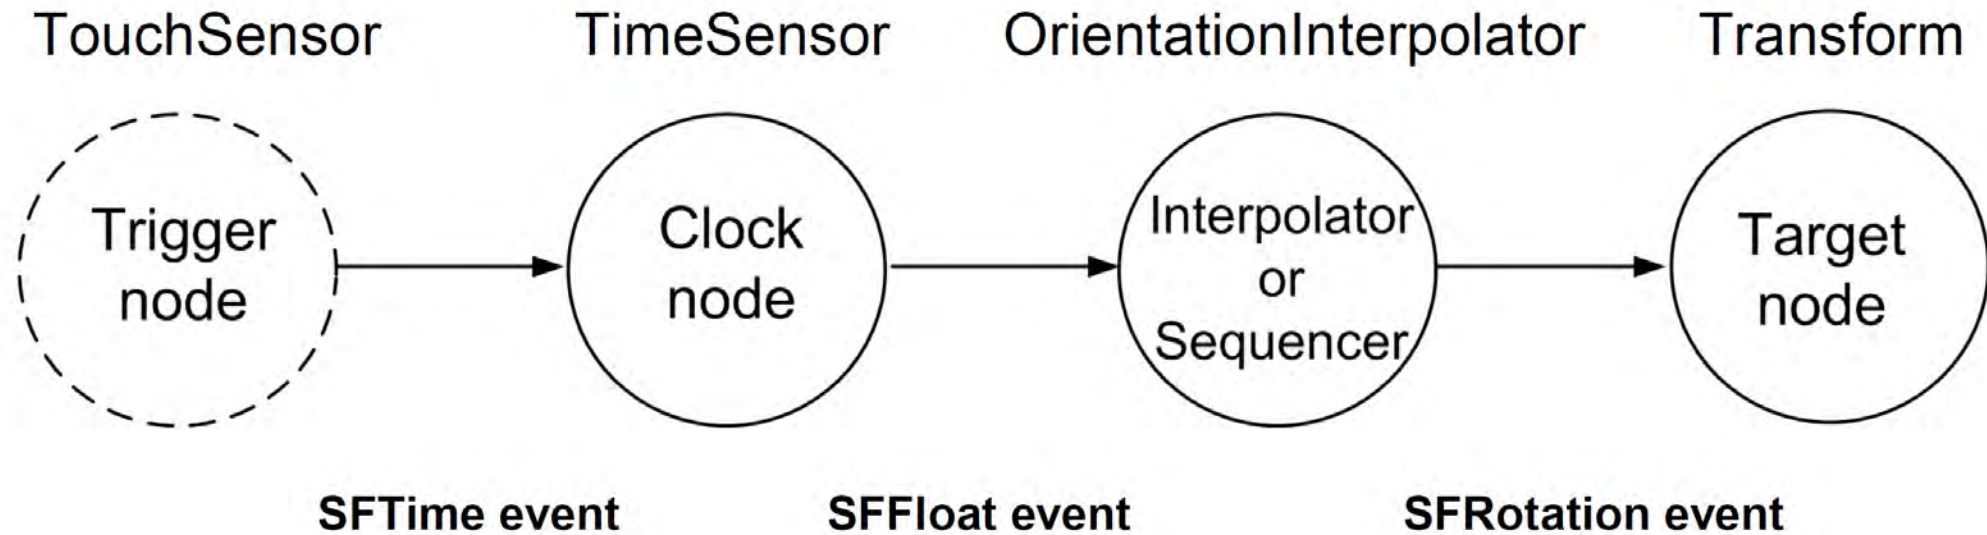 TouchSensor
TimeSensor
OrientationInterpolator
Transform
Trigger
node
Clock
node
Interpolator
or
Sequencer
Target
node
SFTime event
SFFloat event
SFRotation event